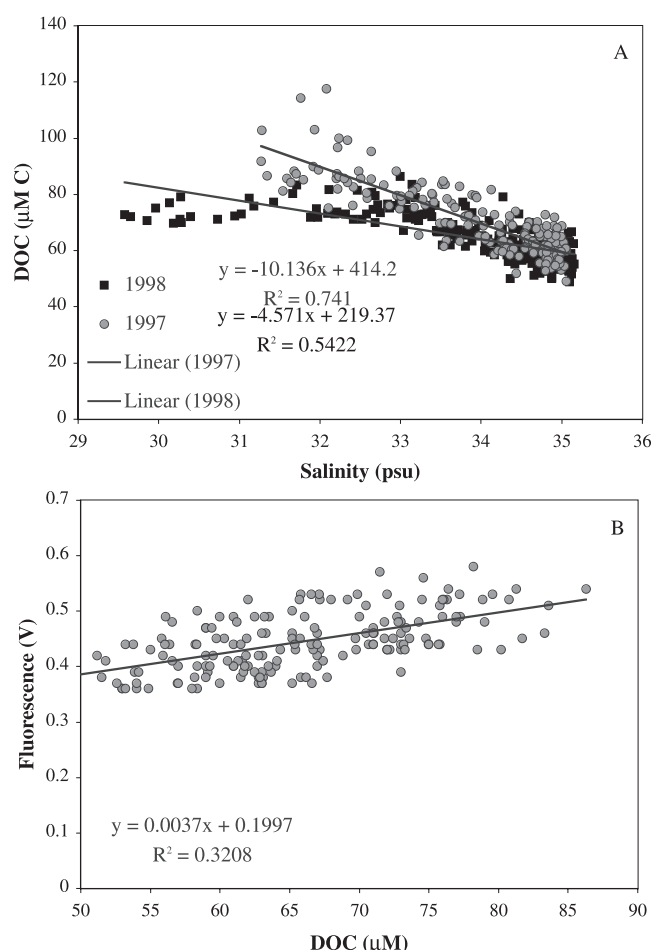 140
A
120
100
DOC (µM C)
80
60
y = -10.136x + 414.2
1998
R² = 0.741
y = -4.571x + 219.37
1997
R² = 0.5422
40
Linear (1997)
20
Linear (1998)
0
29 30 31 32 33 34 35 36
Salinity (psu)
0.7
B
0.6
0.5
Fluorescence (V)
0.4
0.3
0.2
y = 0.0037x + 0.1997
0.1
R² = 0.3208
0
50 55 60 65 70 75 80 85 90
DOC (µM)